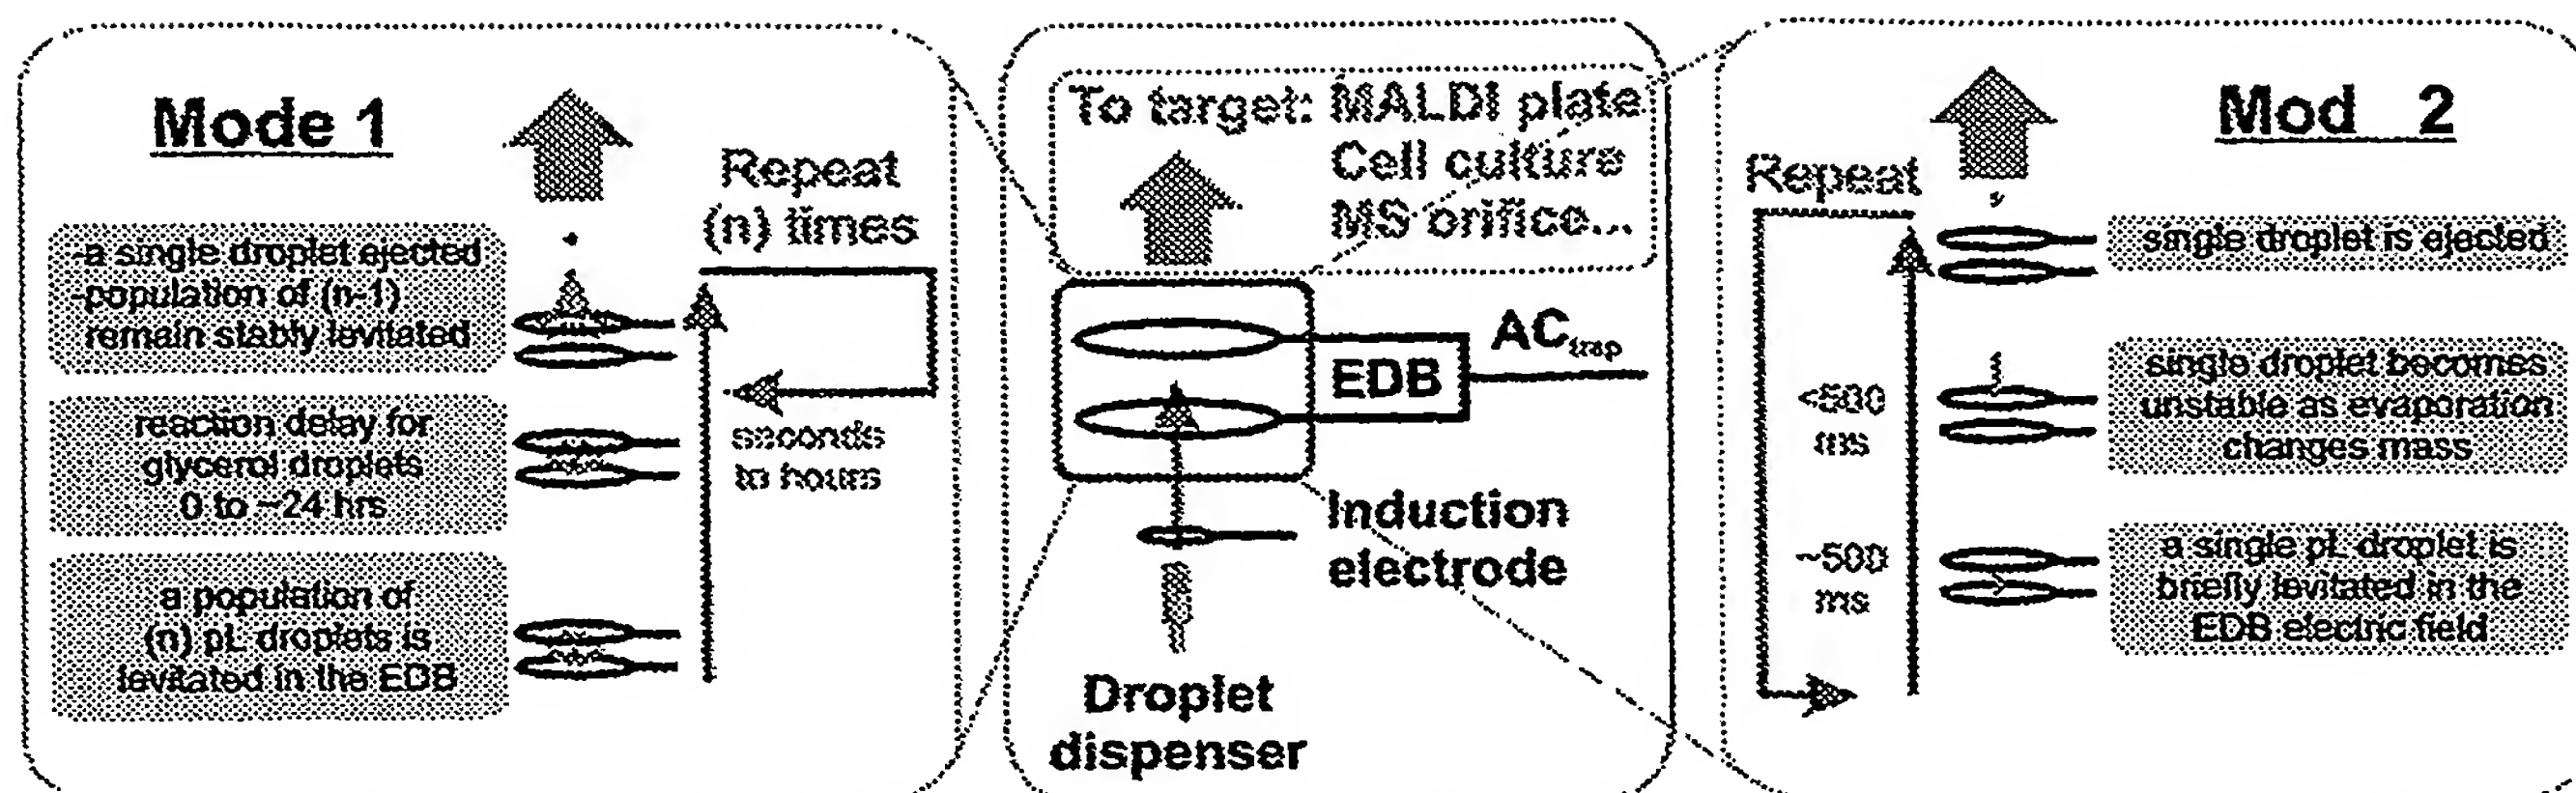 Mode 1
Repeat
(n) times
-a single droplet ejected
-population of (n-1)
remain stably levitated
reaction delay for
glycerol droplets
0 to ~24 hrs
seconds
to hours
a population of
(n) pL droplets is
levitated in the EDB
To target: MALDI plate
Cell culture
MS orifice...
AC trap
EDB
Induction
electrode
Droplet
dispenser
Mod 2
Repeat
single droplet is ejected
<500
ms
single droplet becomes
unstable as evaporation
changes mass
~500
ms
a single pL droplet is
briefly levitated in the
EDB electric field